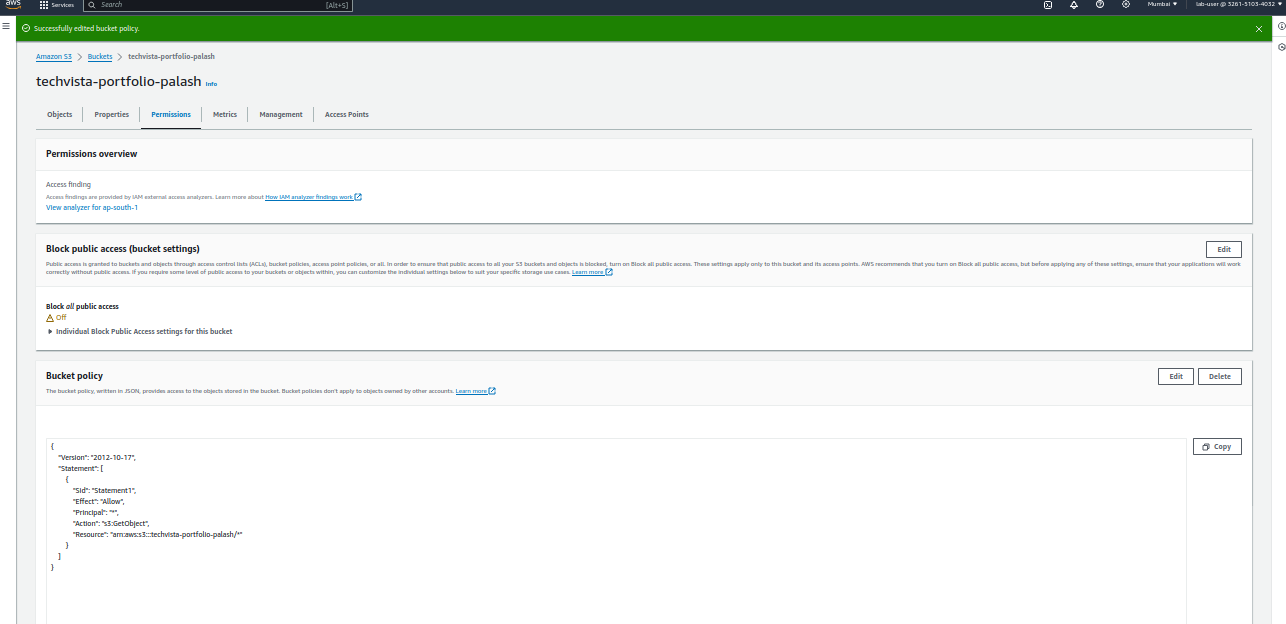 aws
Services
Search
[Alt+S]
Mumbai
lab-user @ 3261-5103-4032
Successfully edited bucket policy.
Amazon S3
Buckets
techvista-portfolio-palash
techvista-portfolio-palash Info
Objects
Properties
Permissions
Metrics
Management
Access Points
Permissions overview
Access finding
Access findings are provided by IAM external access analyzers. Learn more about How IAM analyzer findings work
View analyzer for ap-south-1
Block public access (bucket settings)
Edit
Public access is granted to buckets and objects through access control lists (ACLs), bucket policies, access point policies, or all. In order to ensure that public access to all your S3 buckets and objects is blocked, turn on Block all public access. These settings apply only to this bucket and its access points. AWS recommends that you turn on Block all public access, but before applying any of these settings, ensure that your applications will work
correctly without public access. If you require some level of public access to your buckets or objects within, you can customize the individual settings below to suit your specific storage use cases. Learn more
Block all public access
Off
Individual Block Public Access settings for this bucket
Bucket policy
Edit
Delete
The bucket policy, written in JSON, provides access to the objects stored in the bucket. Bucket policies don't apply to objects owned by other accounts. Learn more
Copy
{
"Version": "2012-10-17",
"Statement": [
{
"Sid": "Statement1",
"Effect": "Allow",
"Principal": "*",
"Action": "s3:GetObject",
"Resource": "arn:aws:s3:::techvista-portfolio-palash/*"
}
]
}